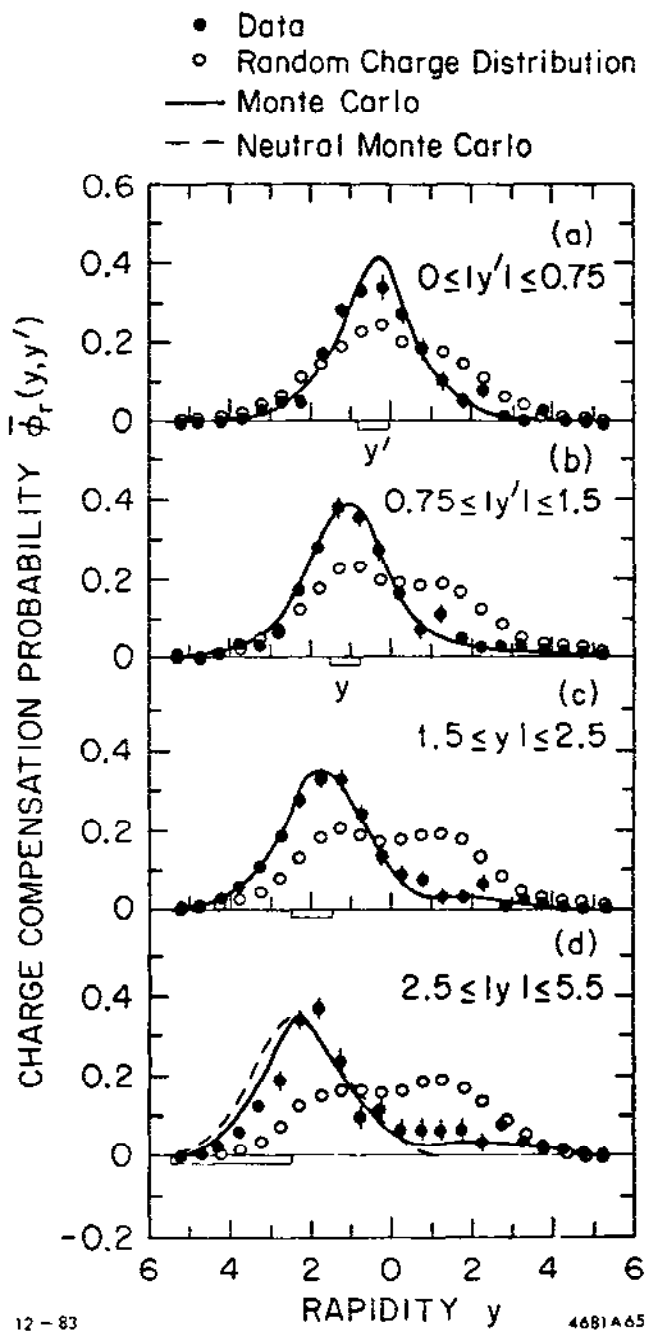 Data
Random Charge Distribution
Monte Carlo
Neutral Monte Carlo
0.6
0.4
0.2
0
(a)
0 ≤ |y′| ≤ 0.75
y′
0.4
0.2
0
(b)
0.75 ≤ |y′| ≤ 1.5
y
0.4
0.2
0
(c)
1.5 ≤ y | ≤ 2.5
0.4
0.2
0
-0.2
(d)
2.5 ≤ |y | ≤ 5.5
6 4 2 0 2 4 6
CHARGE COMPENSATION PROBABILITY φ̅r(y,y′)
RAPIDITY y
12-83
4681A65